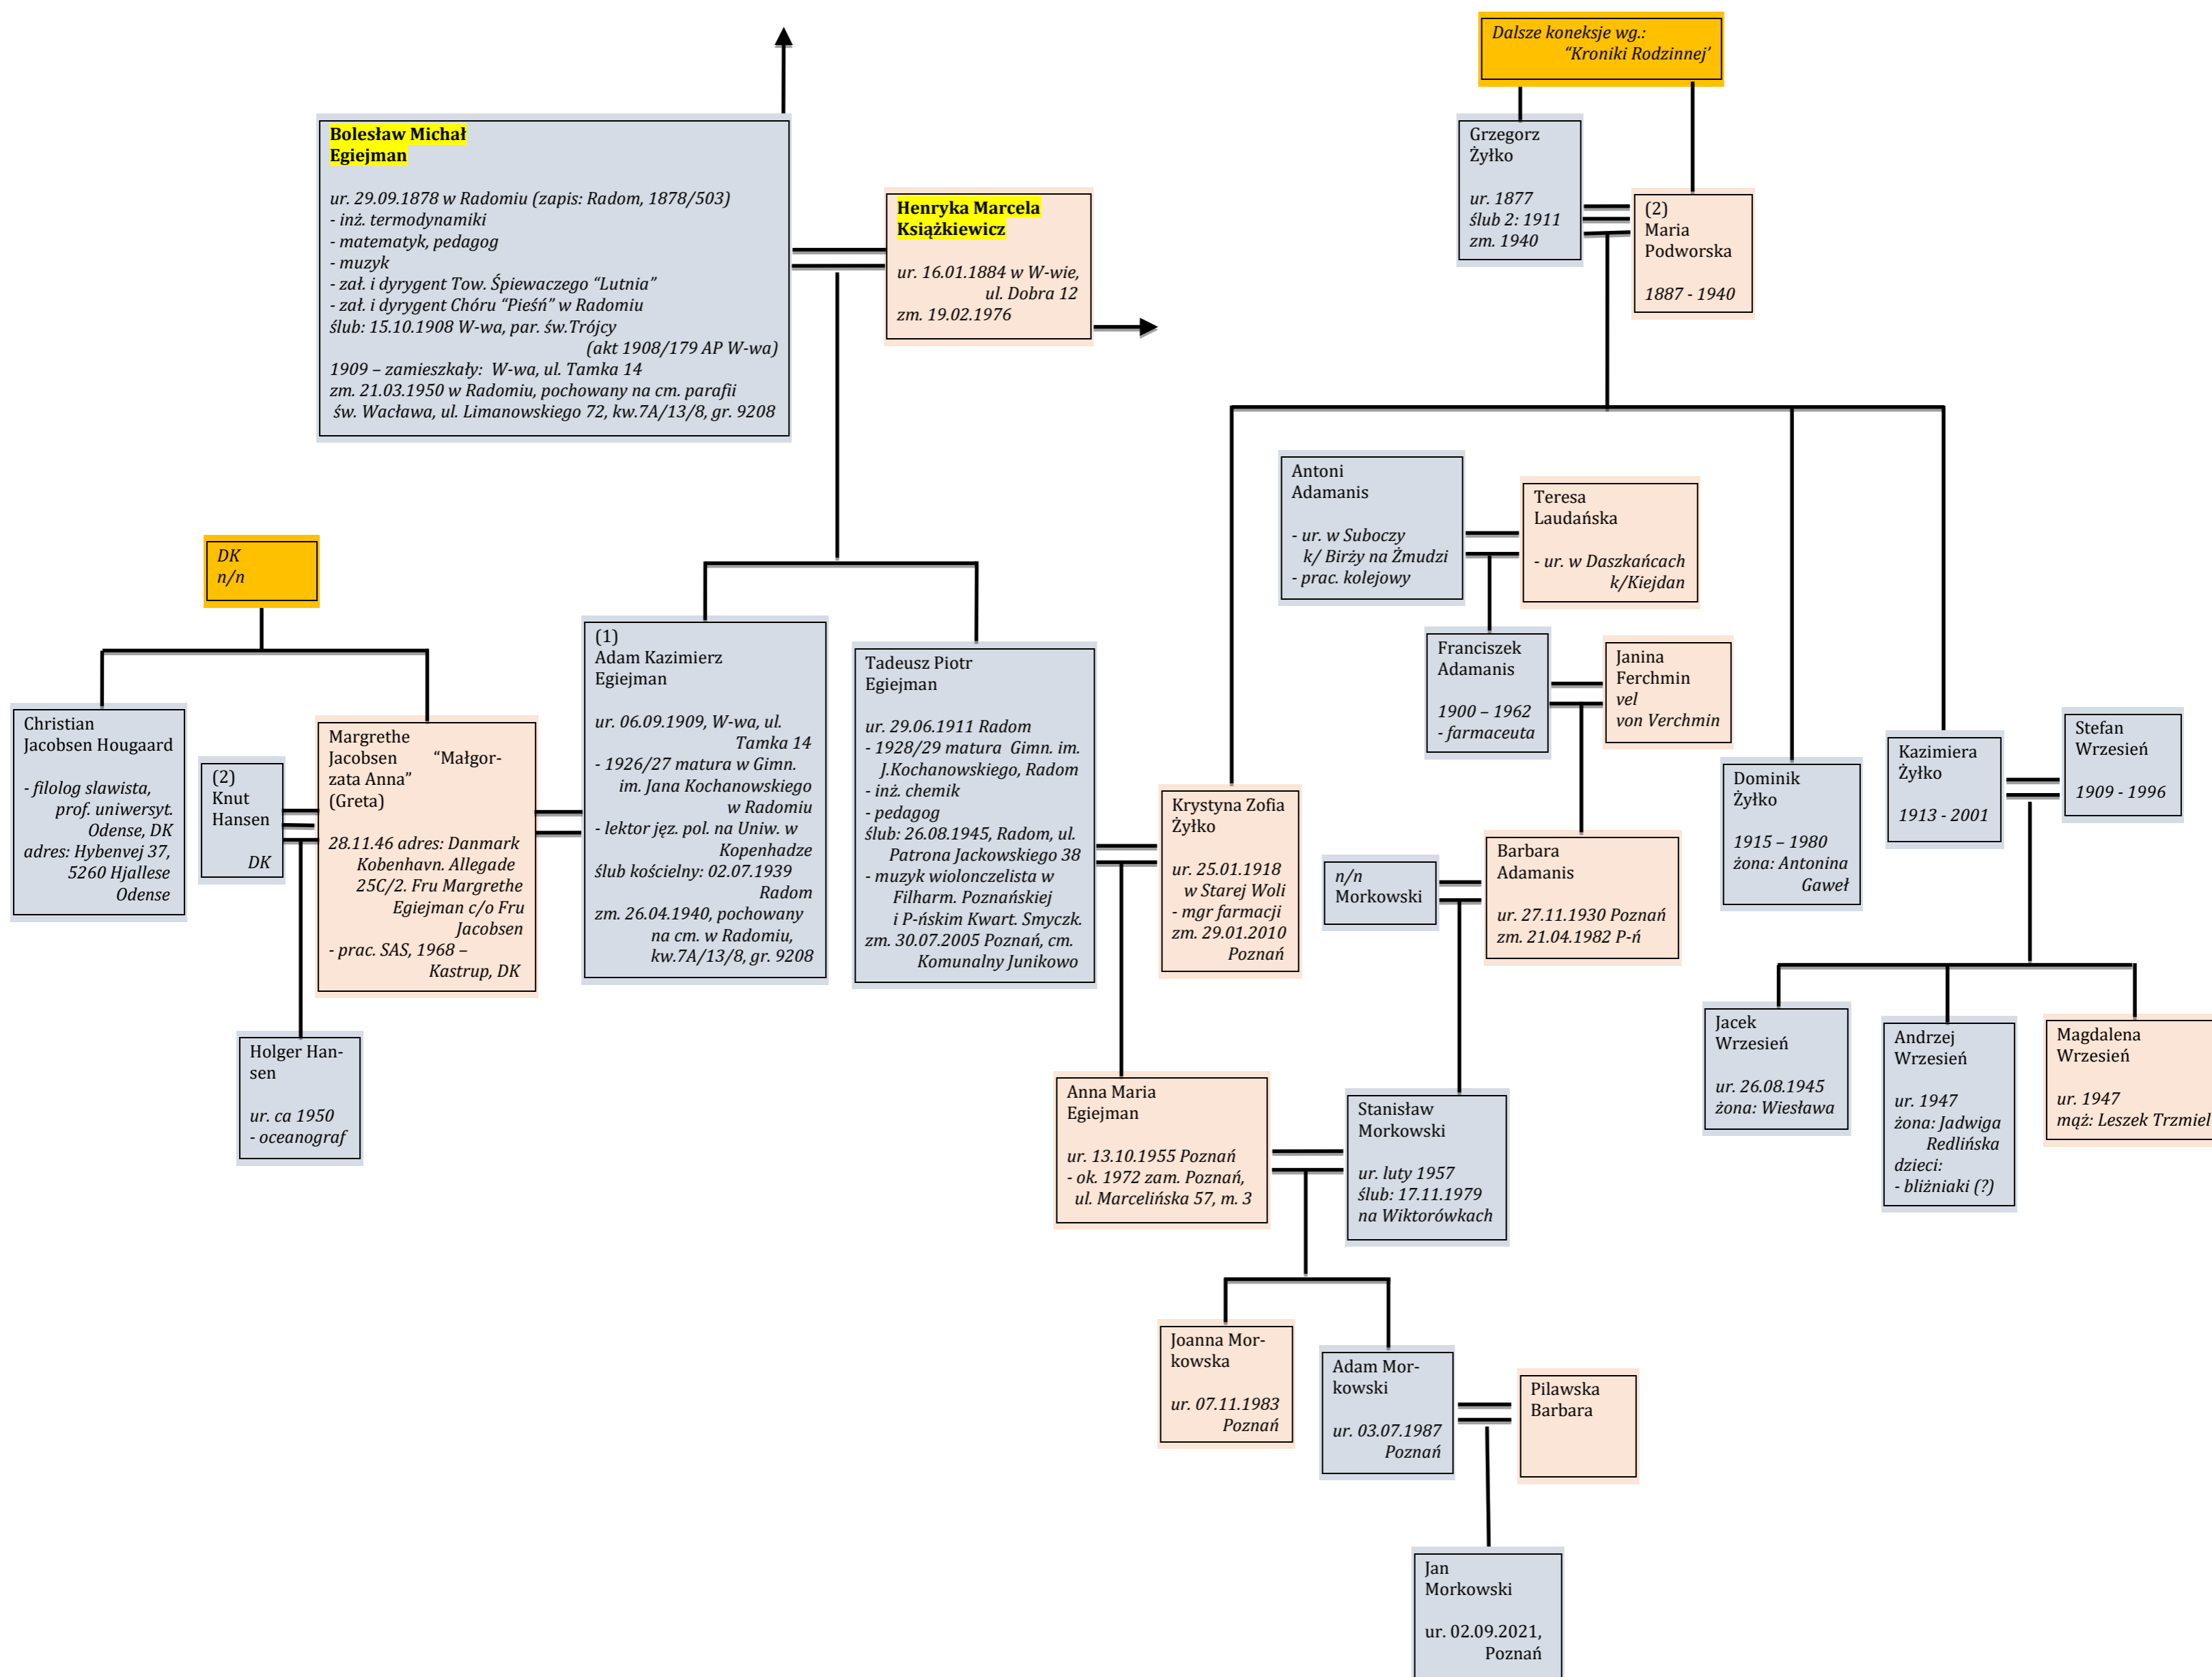 Dalsze koneksje wg.:
“Kroniki Rodzinnej’
Bolesław Michał
Egiejman
ur. 29.09.1878 w Radomiu (zapis: Radom, 1878/503)
- inż. termodynamiki
- matematyk, pedagog
- muzyk
- zał. i dyrygent Tow. Śpiewaczego “Lutnia”
- zał. i dyrygent Chóru “Pieśń” w Radomiu
ślub: 15.10.1908 W-wa, par. św.Trójcy
(akt 1908/179 AP W-wa)
1909 – zamieszkały: W-wa, ul. Tamka 14
zm. 21.03.1950 w Radomiu, pochowany na cm. parafii
św. Wacława, ul. Limanowskiego 72, kw.7A/13/8, gr. 9208
Henryka Marcela
Książkiewicz
ur. 16.01.1884 w W-wie,
ul. Dobra 12
zm. 19.02.1976
Grzegorz
Żyłko
ur. 1877
ślub 2: 1911
zm. 1940
(2)
Maria
Podworska
1887 - 1940
Antoni
Adamanis
- ur. w Suboczy
k/ Birży na Żmudzi
- prac. kolejowy
Teresa
Laudańska
- ur. w Daszkańcach
k/Kiejdan
DK
n/n
Christian
Jacobsen Hougaard
- filolog slawista,
prof. uniwersyt.
Odense, DK
adres: Hybenvej 37,
5260 Hjallese
Odense
(2)
Knut
Hansen
DK
Margrethe
Jacobsen “Małgor-
zata Anna”
(Greta)
28.11.46 adres: Danmark
Kobenhavn. Allegade
25C/2. Fru Margrethe
Egiejman c/o Fru
Jacobsen
- prac. SAS, 1968 –
Kastrup, DK
(1)
Adam Kazimierz
Egiejman
ur. 06.09.1909, W-wa, ul.
Tamka 14
- 1926/27 matura w Gimn.
im. Jana Kochanowskiego
w Radomiu
- lektor jęz. pol. na Uniw. w
Kopenhadze
ślub kościelny: 02.07.1939
Radom
zm. 26.04.1940, pochowany
na cm. w Radomiu,
kw.7A/13/8, gr. 9208
Tadeusz Piotr
Egiejman
ur. 29.06.1911 Radom
- 1928/29 matura Gimn. im.
J.Kochanowskiego, Radom
- inż. chemik
- pedagog
ślub: 26.08.1945, Radom, ul.
Patrona Jackowskiego 38
- muzyk wiolonczelista w
Filharm. Poznańskiej
i P-ńskim Kwart. Smyczk.
zm. 30.07.2005 Poznań, cm.
Komunalny Junikowo
Krystyna Zofia
Żyłko
ur. 25.01.1918
w Starej Woli
- mgr farmacji
zm. 29.01.2010
Poznań
Franciszek
Adamanis
1900 – 1962
- farmaceuta
Janina
Ferchmin
vel
von Verchmin
n/n
Morkowski
Barbara
Adamanis
ur. 27.11.1930 Poznań
zm. 21.04.1982 P-ń
Dominik
Żyłko
1915 – 1980
żona: Antonina
Gaweł
Kazimiera
Żyłko
1913 - 2001
Stefan
Wrzesień
1909 - 1996
Holger Han-
sen
ur. ca 1950
- oceanograf
Anna Maria
Egiejman
ur. 13.10.1955 Poznań
- ok. 1972 zam. Poznań,
ul. Marcelińska 57, m. 3
Stanisław
Morkowski
ur. luty 1957
ślub: 17.11.1979
na Wiktorówkach
Jacek
Wrzesień
ur. 26.08.1945
żona: Wiesława
Andrzej
Wrzesień
ur. 1947
żona: Jadwiga
Redlińska
dzieci:
- bliżniaki (?)
Magdalena
Wrzesień
ur. 1947
mąż: Leszek Trzmiel
Joanna Mor-
kowska
ur. 07.11.1983
Poznań
Adam Mor-
kowski
ur. 03.07.1987
Poznań
Pilawska
Barbara
Jan
Morkowski
ur. 02.09.2021,
Poznań